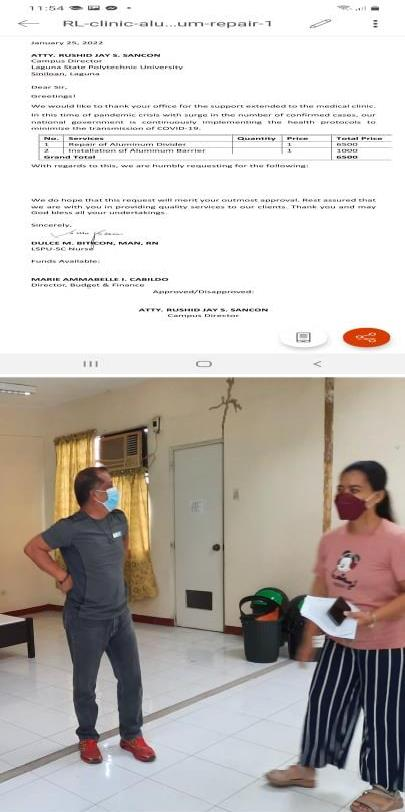 11:54
RL-clinic-alu...um-repair-1
January 25, 2022
ATTY. RUSHID JAY S. SANCON
Campus Director
Laguna State Polytechnic University
Siniloan, Laguna
Dear Sir,
Greetings!
We would like to thank your office for the support extended to the medical clinic.
In this time of pandemic crisis with surge in the number of confirmed cases, our
national government is continuously implementing the health protocols to
minimise the transmission of COVID-19.
No. Services Quantity Price Total Price
1 Repair of Aluminum Divider 1 6500
2 Installation of Aluminum Barrier 1 1000
Grand Total 6500
With regards to this, we are humbly requesting for the following:
We do hope that this request will merit your outmost approval. Rest assured that
we are with you in providing quality services to our clients. Thank you and may
God bless all your undertakings.
Sincerely,
DULCE M. BITICON, MAN, RN
LSPU-SC Nurse
Funds Available:
MARIE AMMABELLE I. CABILDO
Director, Budget & Finance
Approved/Disapproved:
ATTY. RUSHID JAY S. SANCON
Campus Director